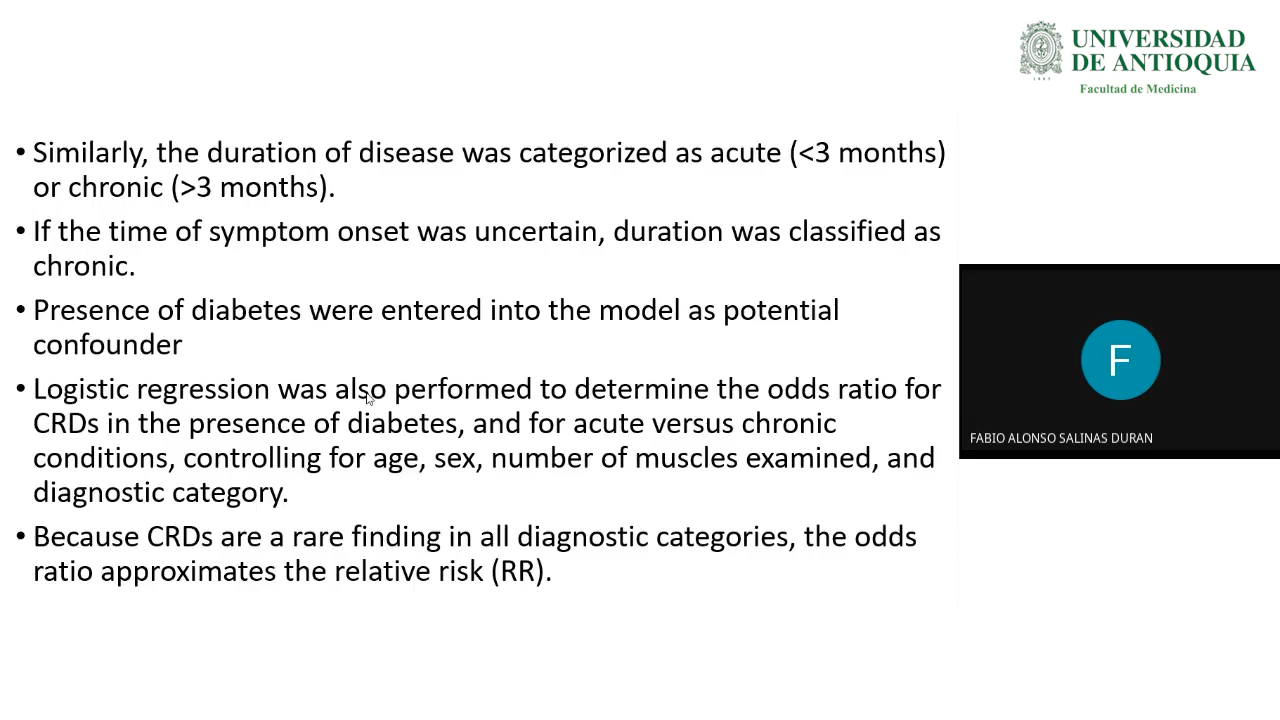 UNIVERSIDAD
DE ANTIOQUIA
Facultad de Medicina
• Similarly, the duration of disease was categorized as acute (<3 months)
or chronic (>3 months).
• If the time of symptom onset was uncertain, duration was classified as
chronic.
• Presence of diabetes were entered into the model as potential
confounder
• Logistic regression was also performed to determine the odds ratio for
CRDs in the presence of diabetes, and for acute versus chronic
conditions, controlling for age, sex, number of muscles examined, and
diagnostic category.
• Because CRDs are a rare finding in all diagnostic categories, the odds
ratio approximates the relative risk (RR).
F
FABIO ALONSO SALINAS DURAN